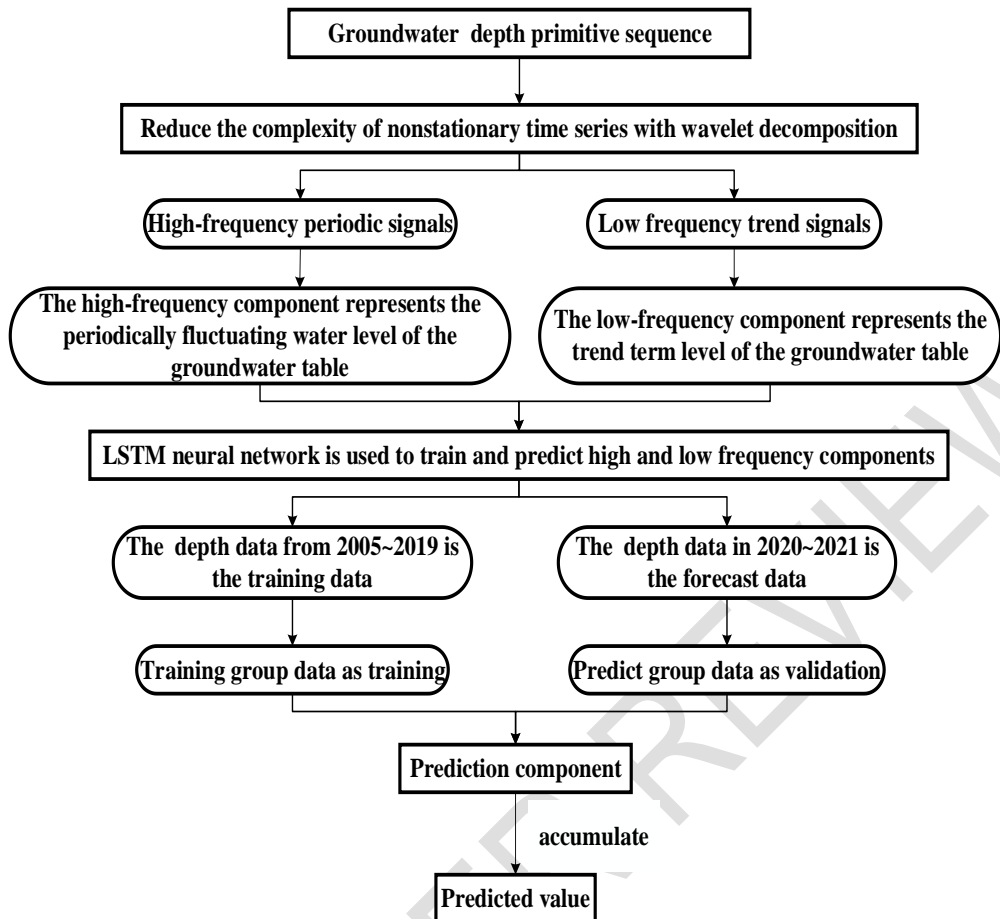 Groundwater depth primitive sequence
Reduce the complexity of nonstationary time series with wavelet decomposition
High-frequency periodic signals
Low frequency trend signals
The high-frequency component represents the
periodically fluctuating water level of the
groundwater table
The low-frequency component represents the
trend term level of the groundwater table
LSTM neural network is used to train and predict high and low frequency components
The depth data from 2005~2019 is
the training data
The depth data in 2020~2021 is
the forecast data
Training group data as training
Predict group data as validation
Prediction component
accumulate
Predicted value
REVIEW